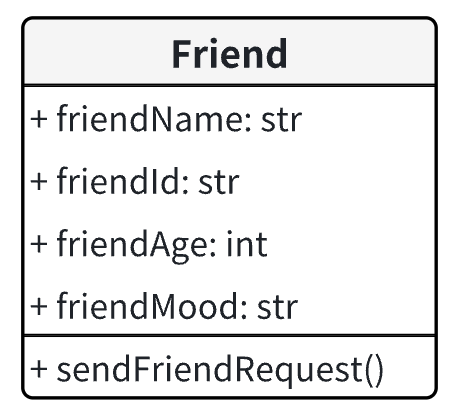 Friend
+ friendName: str
+ friendId: str
+ friendAge: int
+ friendMood: str
+ sendFriendRequest()